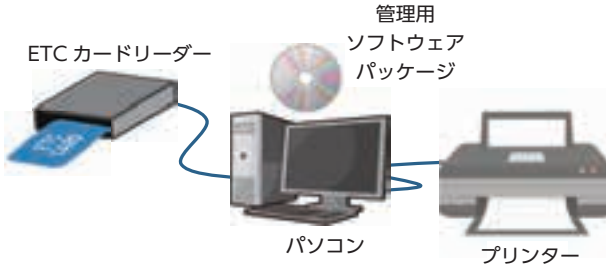 管理用
ソフトウェア
パッケージ
ETC カードリーダー
パソコン
プリンター